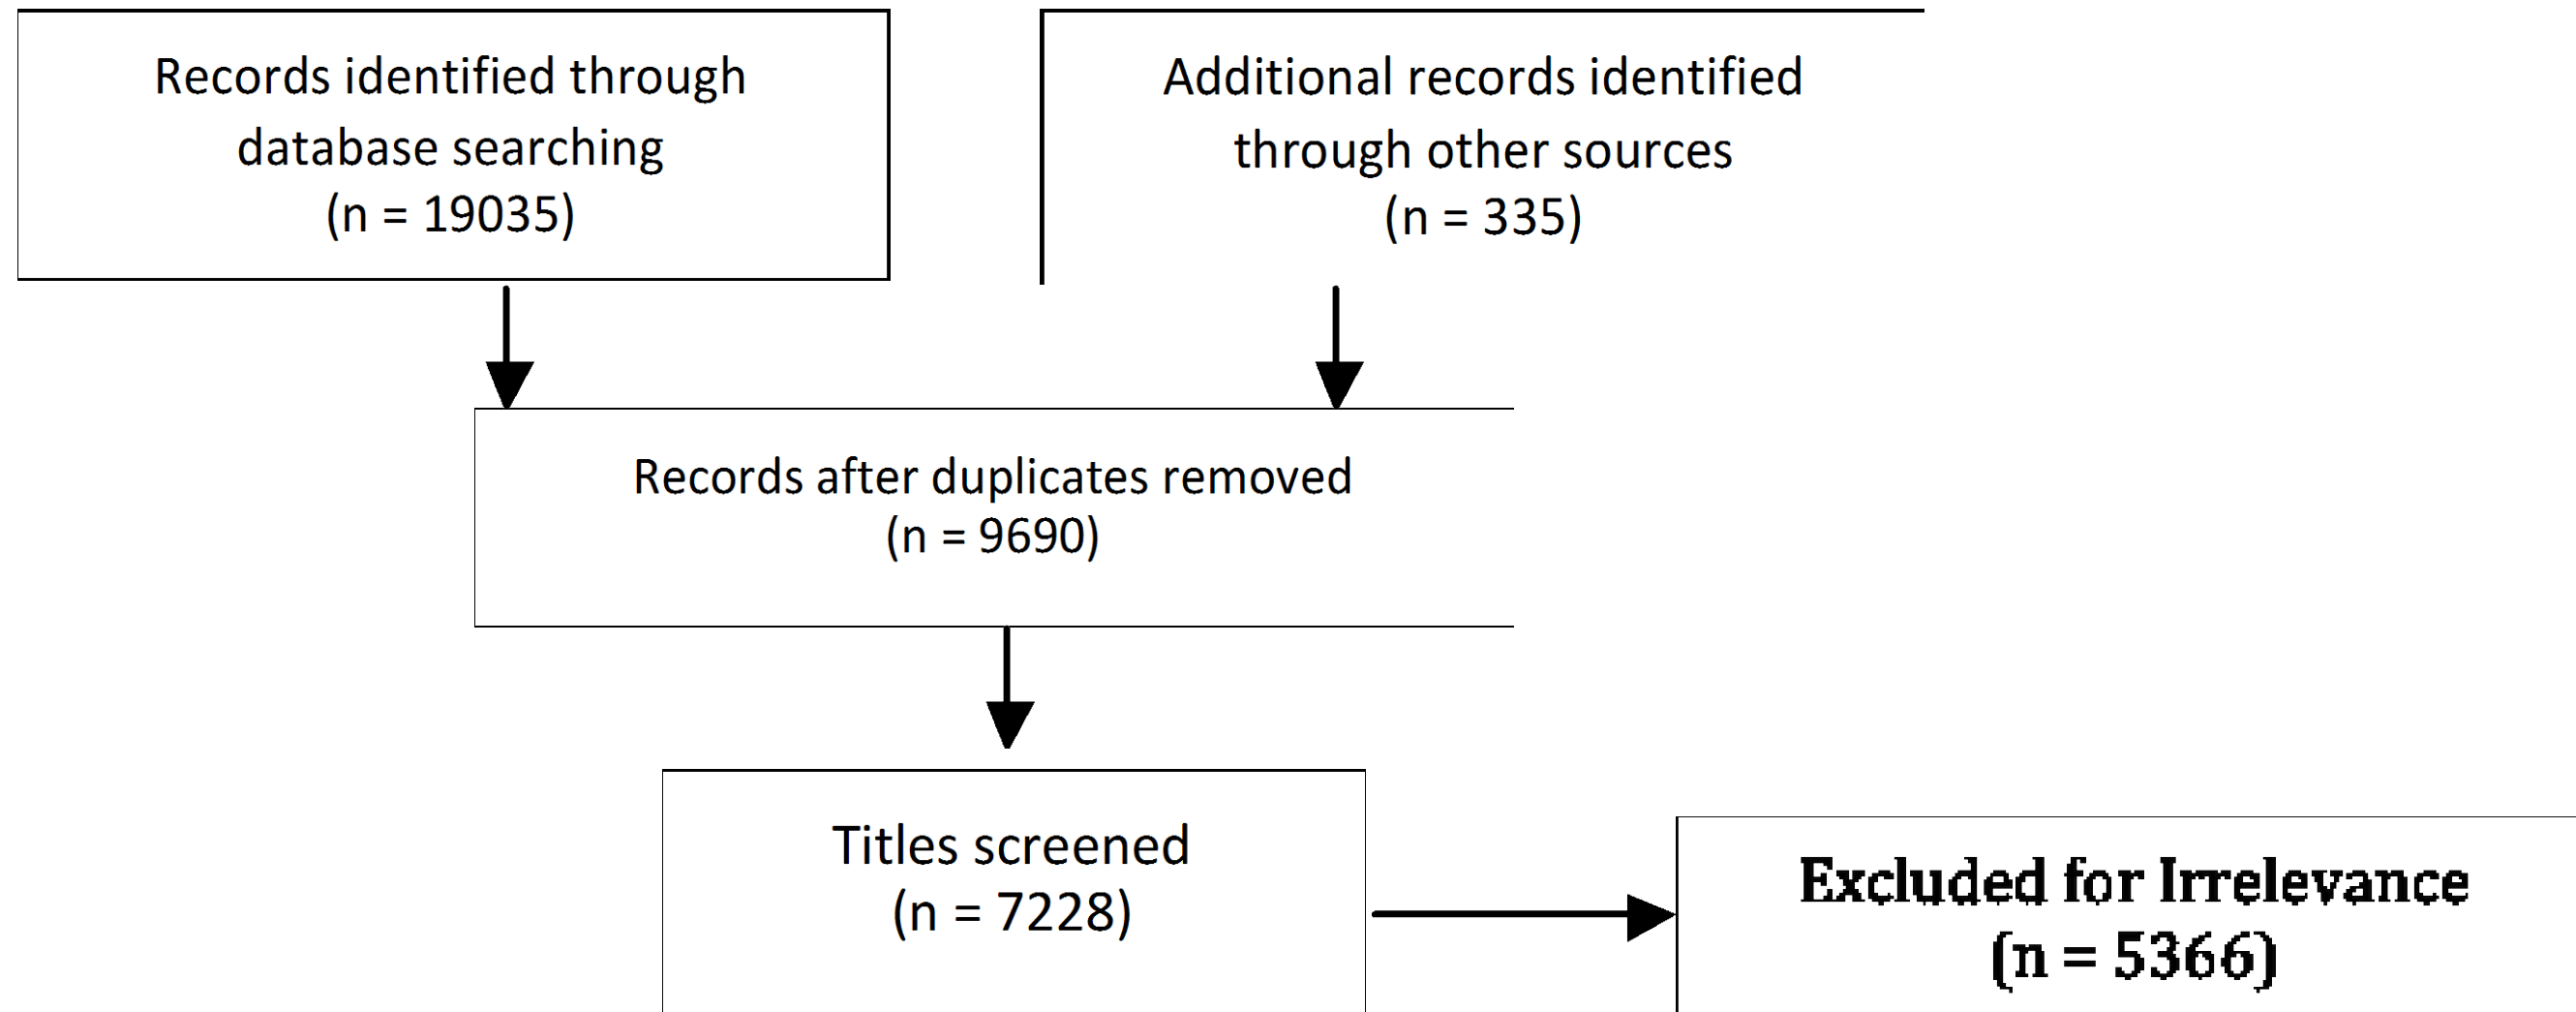 Records identified through
database searching
(n = 19035)
Additional records identified
through other sources
(n = 335)
Records after duplicates removed
(n = 9690)
Titles screened
(n = 7228)
Excluded for Irrelevance
(n = 5366)